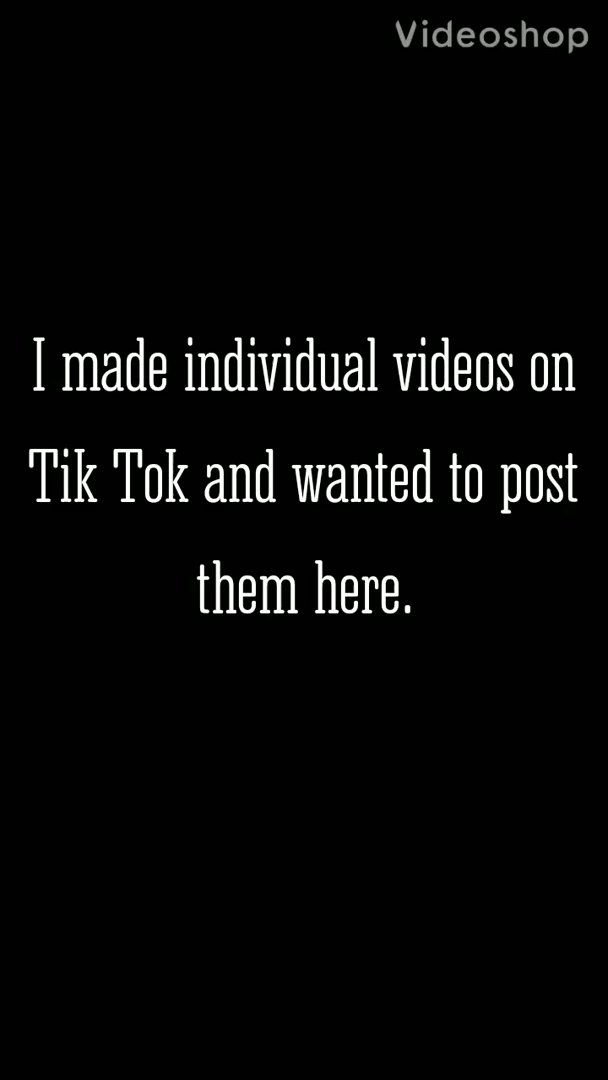 Videoshop
I made individual videos on
Tik Tok and wanted to post
them here.